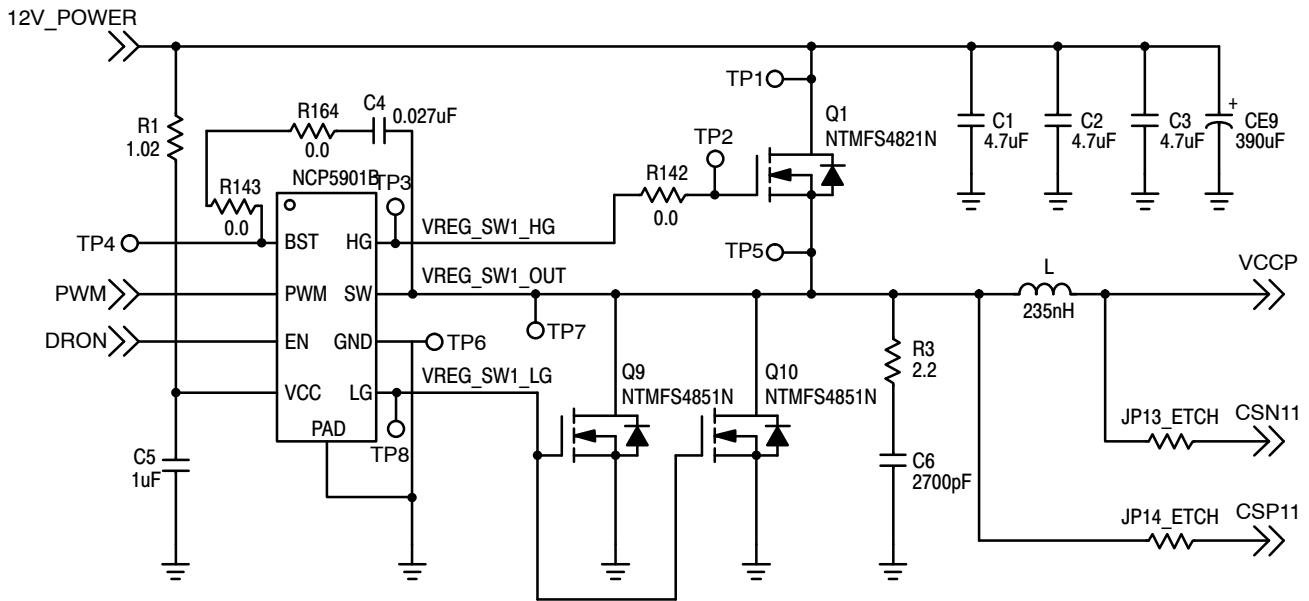 12V_POWER
TP1
R164
0.0
C4
0.027uF
R1
1.02
Q1
NTMFS4821N
C1
4.7uF
C2
4.7uF
C3
4.7uF
+
CE9
390uF
TP2
R143
0.0
NCP5901B
TP3
R142
0.0
TP4
BST
HG
VREG_SW1_HG
TP5
VREG_SW1_OUT
PWM
PWM
SW
L
235nH
VCCP
TP7
DRON
EN
GND
TP6
R3
2.2
VREG_SW1_LG
VCC
LG
Q9
NTMFS4851N
Q10
NTMFS4851N
PAD
TP8
JP13_ETCH
CSN11
C5
1uF
C6
2700pF
JP14_ETCH
CSP11